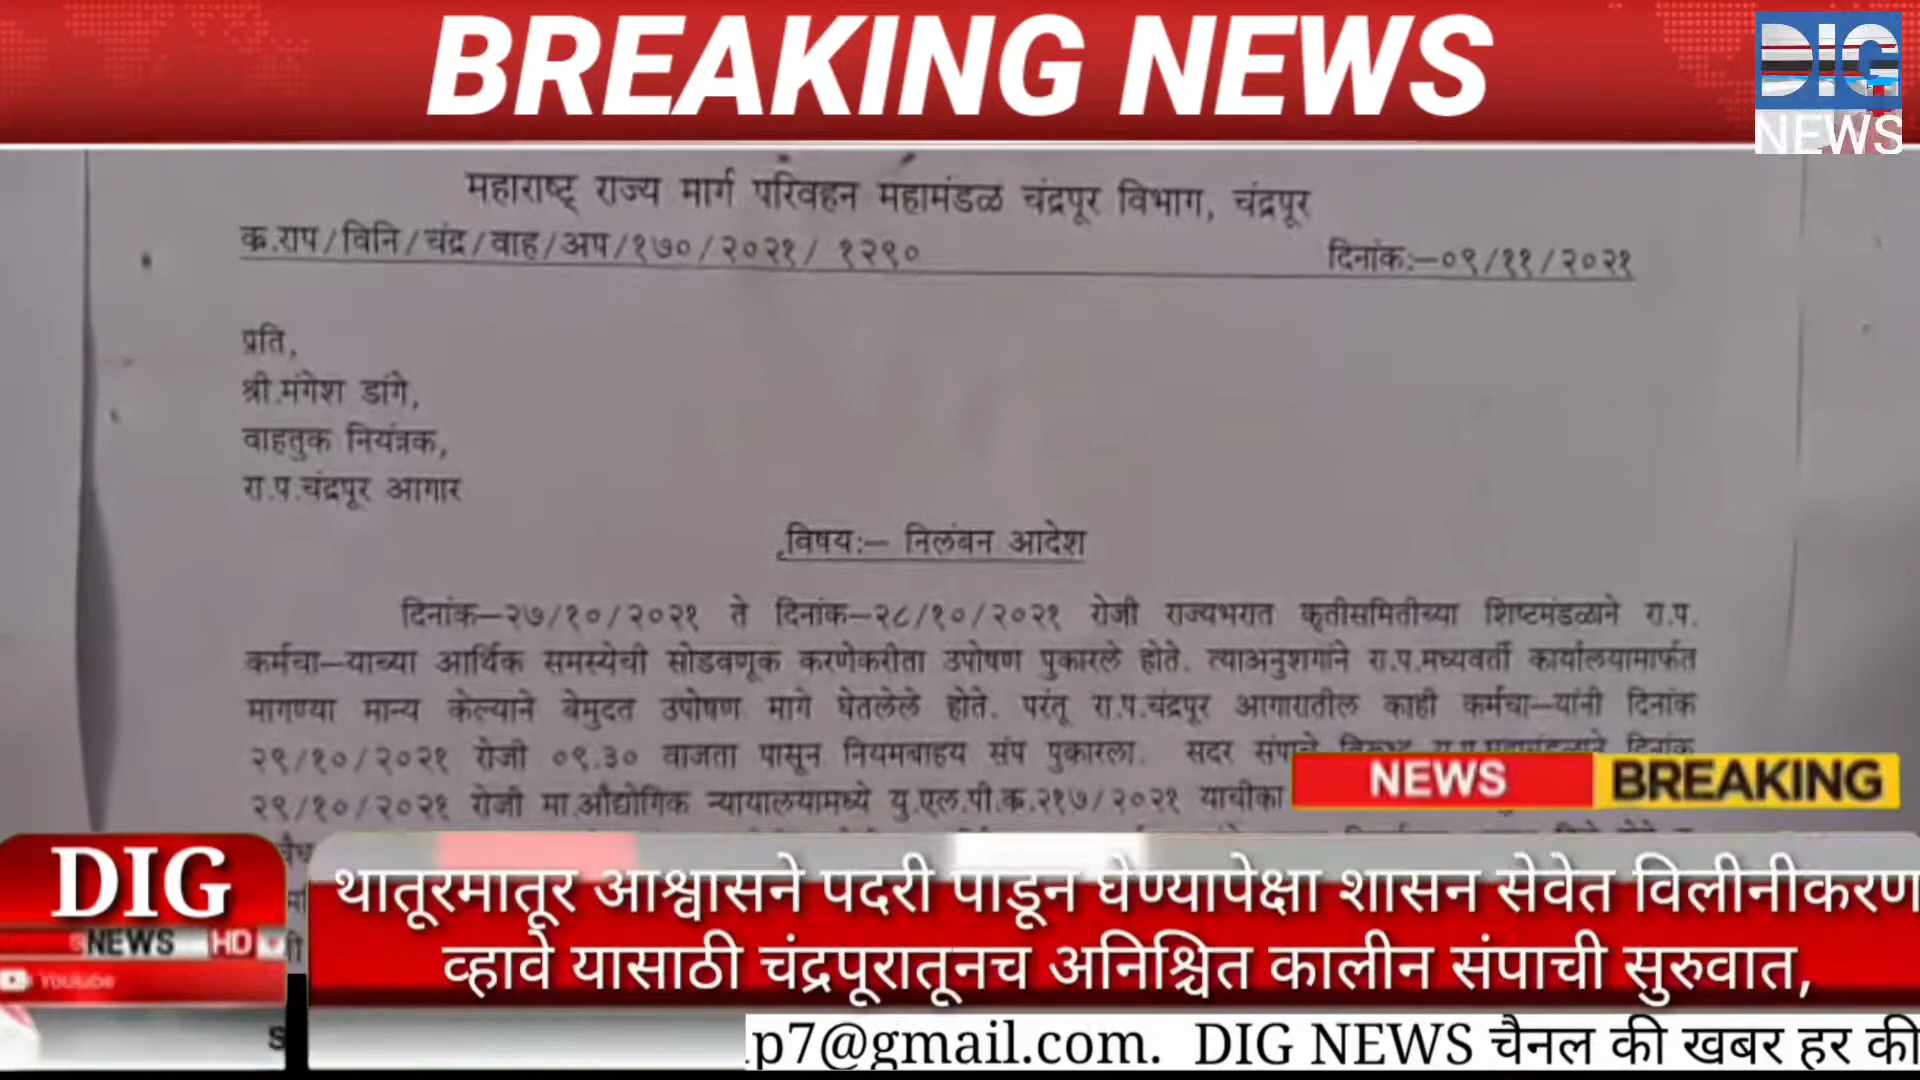 BREAKING NEWS
DIG
NEWS
महाराष्ट्र राज्य मार्ग परिवहन महामंडळ चंद्रपूर विभाग, चंद्रपूर
क्र.राप/विनि/चंद्र/वाह/अप/१७०/२०२१/ १२९०
दिनांक:–०९/११/२०२१
प्रति,
श्री.मंगेश डांगे,
वाहतुक नियंत्रक,
रा.प.चंद्रपूर आगार
विषय:– निलंबन आदेश
दिनांक–२७/१०/२०२१ ते दिनांक–२८/१०/२०२१ रोजी राज्यभरात कृतीसमितीच्या शिष्टमंडळाने रा.प.
कर्मचा–याच्या आर्थिक समस्येची सोडवणूक करणेकरीता उपोषण पुकारले होते. त्याअनुशगांने रा.प.मध्यवर्ती कार्यालयामार्फत
मागण्या मान्य केल्याने बेमुदत उपोषण मागे घेतलेले होते. परंतू रा.प.चंद्रपूर आगारातील काही कर्मचा–यांनी दिनांक
२९/१०/२०२१ रोजी ०९.३० वाजता पासून नियमबाहय संप पुकारला. सदर दिनांक
२९/१०/२०२१ रोजी मा.औद्योगिक न्यायालयामध्ये यु.एल.पी.क्र.२१७/२०२१ याचीका
NEWS BREAKING
DIG
NEWS HD
Youtube
थातूरमातूर आश्वासने पदरी पाडून घेण्यापेक्षा शासन सेवेत विलीनीकरण
व्हावे यासाठी चंद्रपूरातूनच अनिश्चित कालीन संपाची सुरुवात,
p7@gmail.com. DIG NEWS चैनल की खबर हर की